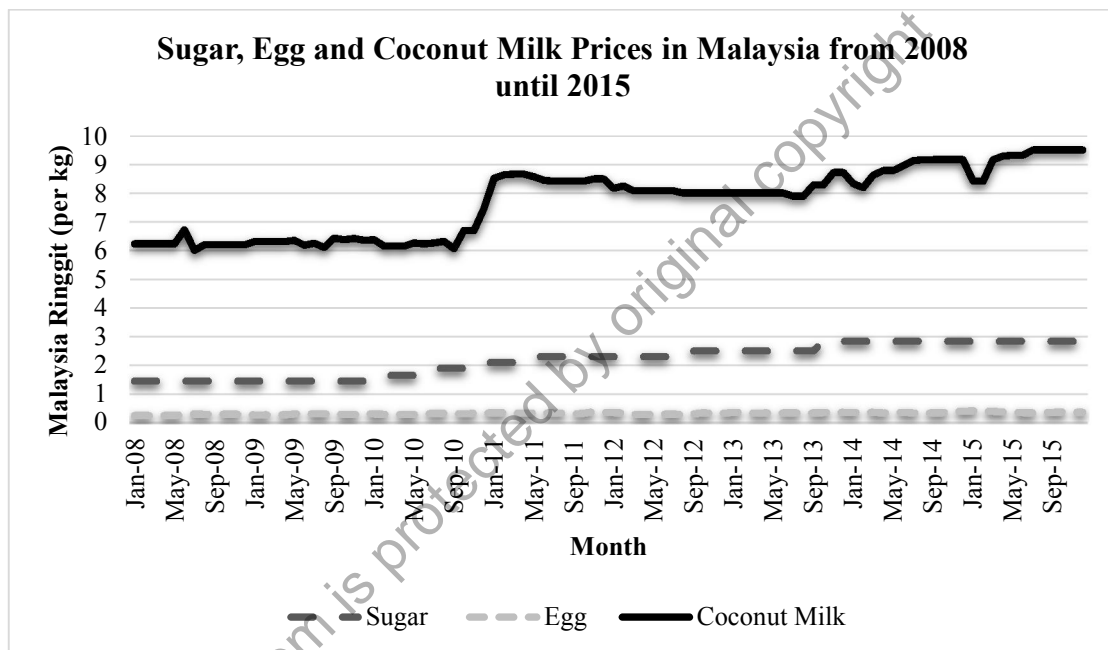 Sugar, Egg and Coconut Milk Prices in Malaysia from 2008
until 2015
Malaysia Ringgit (per kg)
10
9
8
7
6
5
4
3
2
1
0
Jan-08
May-08
Sep-08
Jan-09
May-09
Sep-09
Jan-10
May-10
Sep-10
Jan-11
May-11
Sep-11
Jan-12
May-12
Sep-12
Jan-13
May-13
Sep-13
Jan-14
May-14
Sep-14
Jan-15
May-15
Sep-15
Month
Sugar
Egg
Coconut Milk
is protected by original copyright